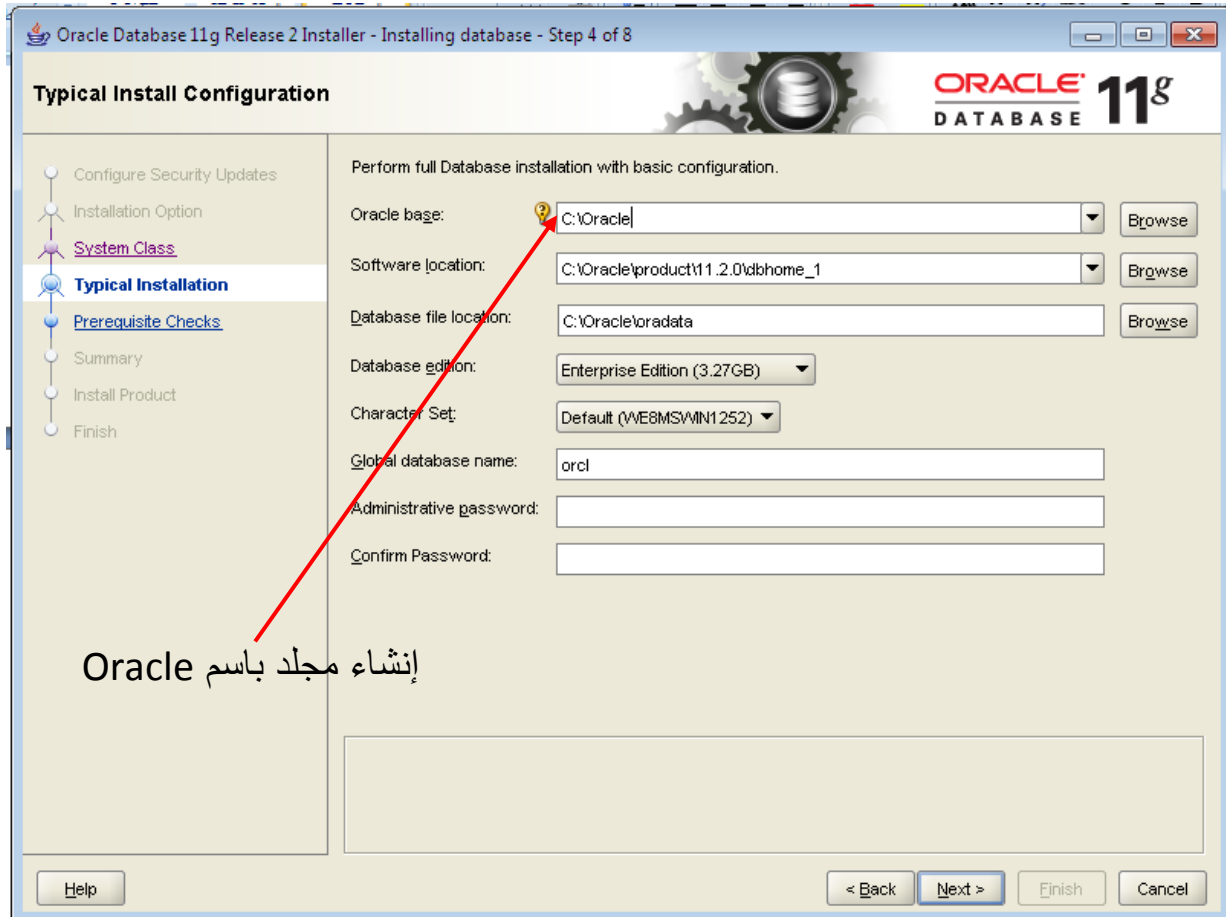 Oracle Database 11g Release 2 Installer - Installing database - Step 4 of 8
Typical Install Configuration
ORACLE
DATABASE
11g
Configure Security Updates
Installation Option
System Class
Typical Installation
Prerequisite Checks
Summary
Install Product
Finish
Perform full Database installation with basic configuration.
Oracle base: C:\Oracle Browse
Software location: C:\Oracle\product\11.2.0\dbhome_1 Browse
Database file location: C:\Oracle\oradata Browse
Database edition: Enterprise Edition (3.27GB)
Character Set: Default (WE8MSWIN1252)
Global database name: orcl
Administrative password:
Confirm Password:
إنشاء مجلد باسم Oracle
Help < Back Next > Finish Cancel